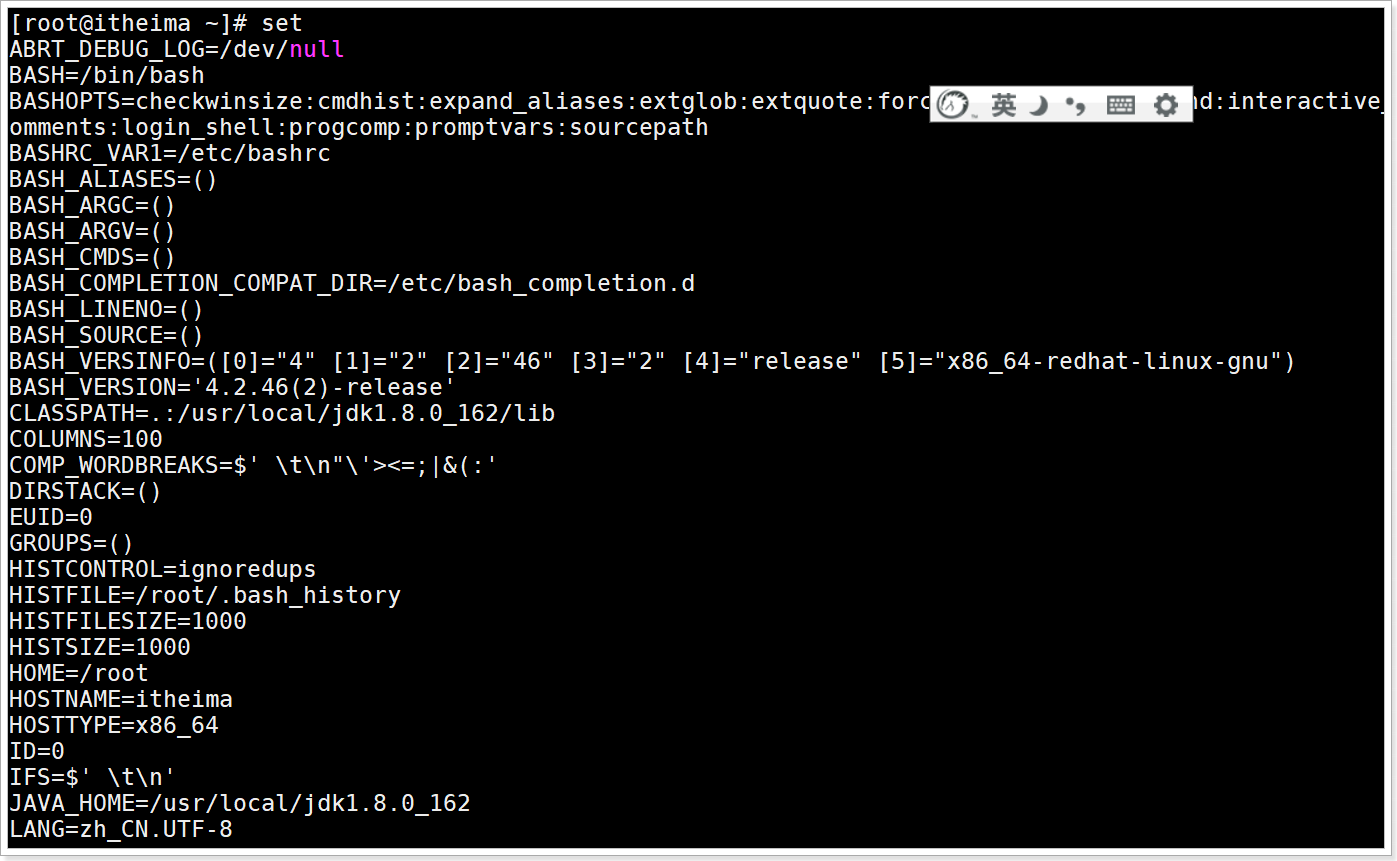 [root@itheima ~]# set
ABRT_DEBUG_LOG=/dev/null
BASH=/bin/bash
BASHOPTS=checkwinsize:cmdhist:expand_aliases:extglob:extquote:forc 英 nd:interactive_
omments:login_shell:progcomp:promptvars:sourcepath
BASHRC_VAR1=/etc/bashrc
BASH_ALIASES=()
BASH_ARGC=()
BASH_ARGV=()
BASH_CMDS=()
BASH_COMPLETION_COMPAT_DIR=/etc/bash_completion.d
BASH_LINENO=()
BASH_SOURCE=()
BASH_VERSINFO=([0]="4" [1]="2" [2]="46" [3]="2" [4]="release" [5]="x86_64-redhat-linux-gnu")
BASH_VERSION='4.2.46(2)-release'
CLASSPATH=.:/usr/local/jdk1.8.0_162/lib
COLUMNS=100
COMP_WORDBREAKS=$' \t\n"\'><=;|&(:'
DIRSTACK=()
EUID=0
GROUPS=()
HISTCONTROL=ignoredups
HISTFILE=/root/.bash_history
HISTFILESIZE=1000
HISTSIZE=1000
HOME=/root
HOSTNAME=itheima
HOSTTYPE=x86_64
ID=0
IFS=$' \t\n'
JAVA_HOME=/usr/local/jdk1.8.0_162
LANG=zh_CN.UTF-8